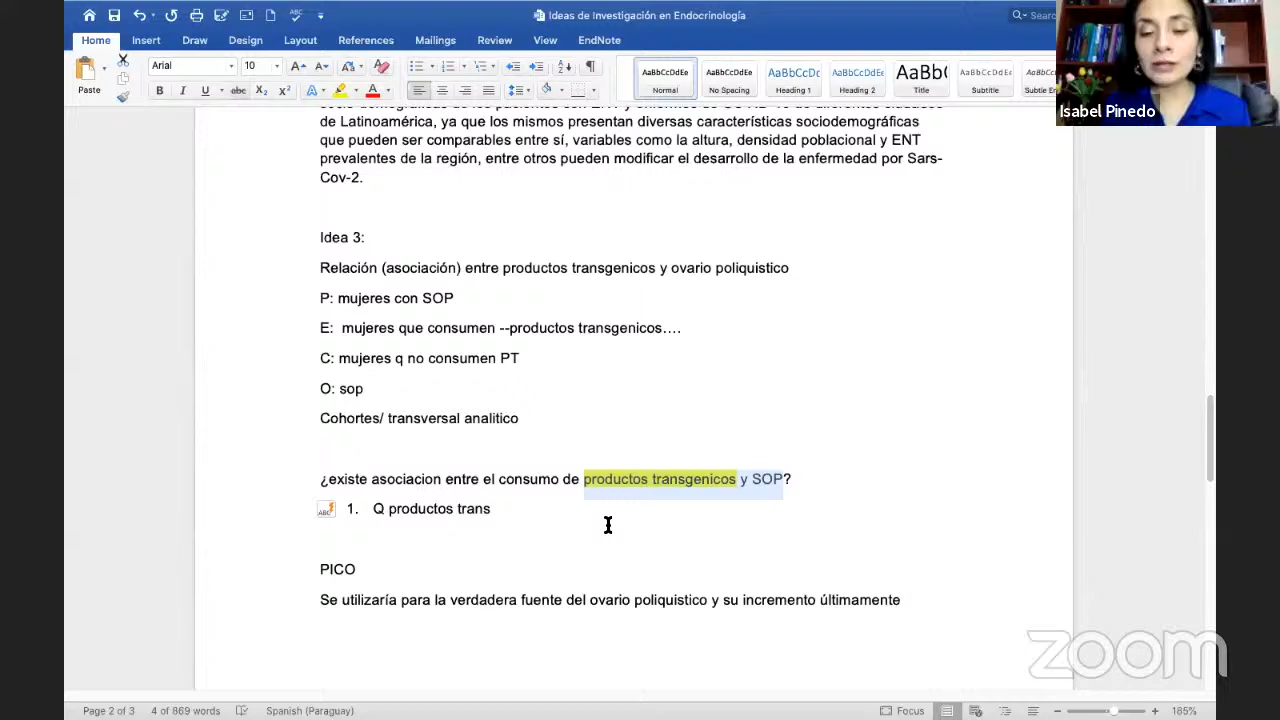 Ideas de Investigación en Endocrinología
Home Insert Draw Design Layout References Mailings Review View EndNote
Paste
Arial 10
AaBbCcDdEe Normal
AaBbCcDdEe No Spacing
AaBbCcDc Heading 1
AaBbCcDdEe Heading 2
AaBb( Title
AaBbCcDdEe Subtitle
Isabel Pinedo
de Latinoamérica, ya que los mismos presentan diversas características sociodemográficas
que pueden ser comparables entre sí, variables como la altura, densidad poblacional y ENT
prevalentes de la región, entre otros pueden modificar el desarrollo de la enfermedad por Sars-
Cov-2.
Idea 3:
Relación (asociación) entre productos transgenicos y ovario poliquistico
P: mujeres con SOP
E: mujeres que consumen --productos transgenicos….
C: mujeres q no consumen PT
O: sop
Cohortes/ transversal analitico
¿existe asociacion entre el consumo de productos transgenicos y SOP?
1. Q productos trans
PICO
Se utilizaría para la verdadera fuente del ovario poliquistico y su incremento últimamente
zoom
Page 2 of 3 4 of 869 words Spanish (Paraguay) Focus 185%